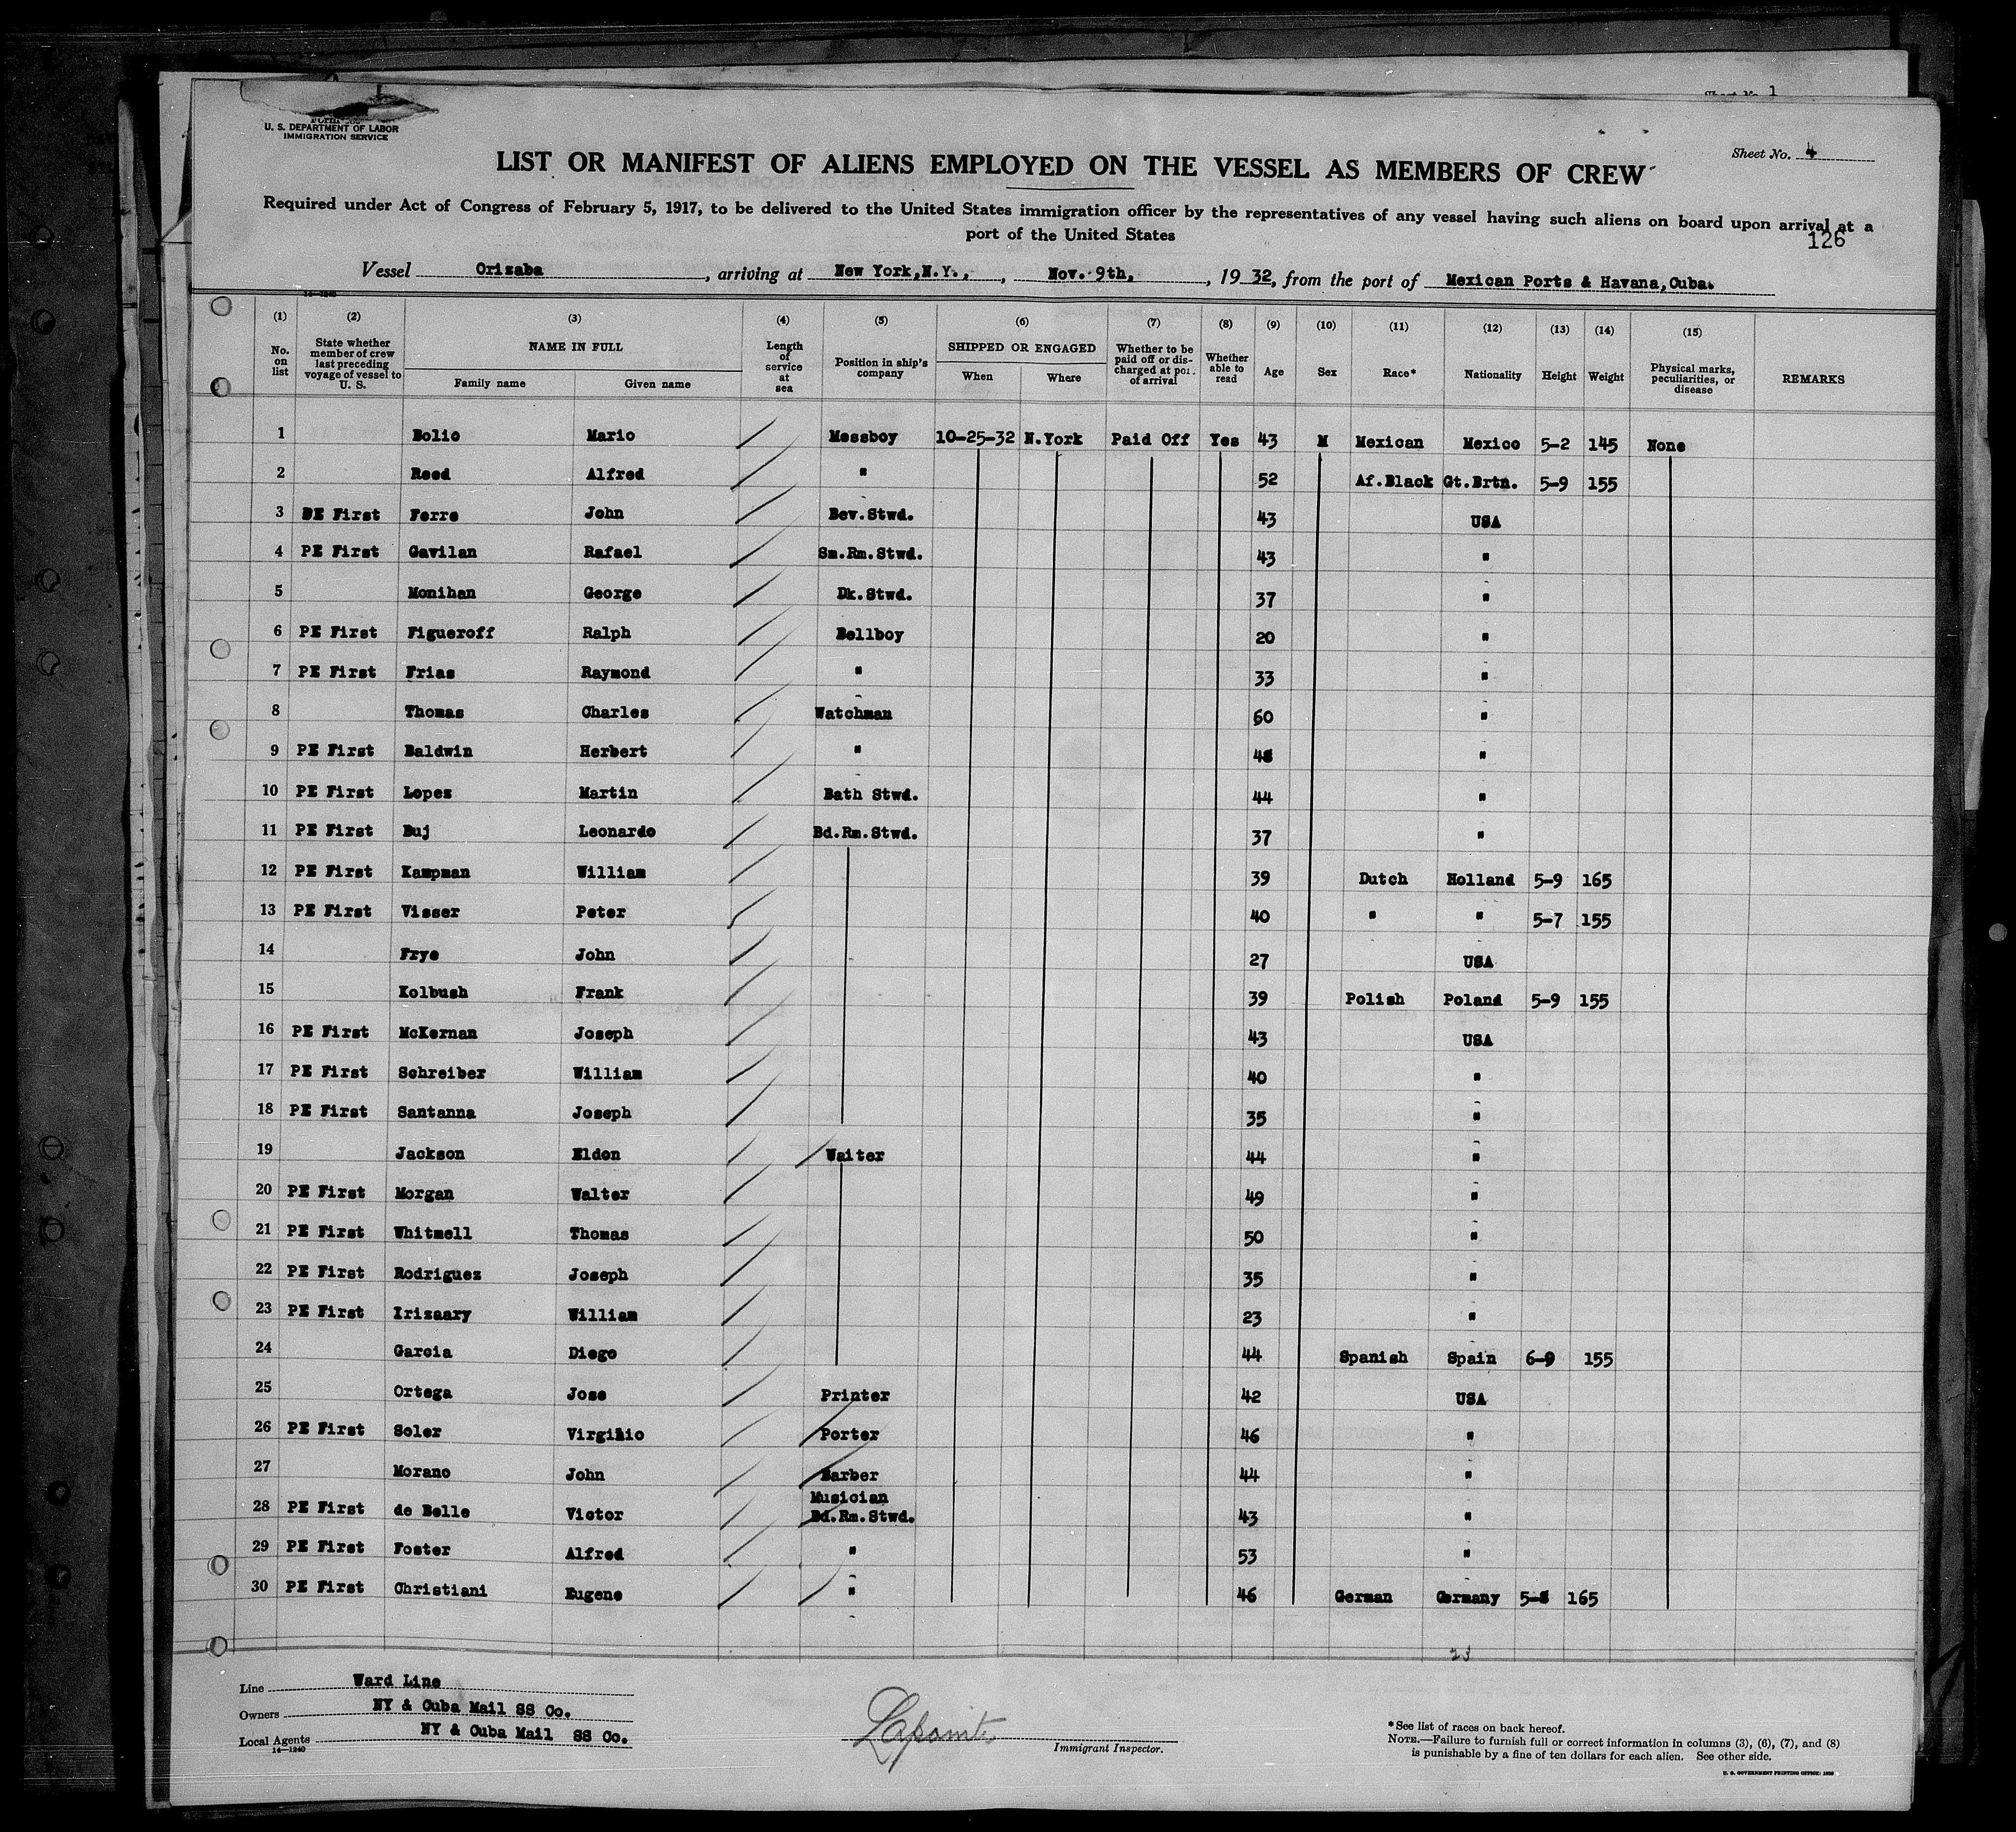 Sheet No. 1
U. S. DEPARTMENT OF LABOR
IMMIGRATION SERVICE
Sheet No. 4
LIST OR MANIFEST OF ALIENS EMPLOYED ON THE VESSEL AS MEMBERS OF CREW
Required under Act of Congress of February 5, 1917, to be delivered to the United States immigration officer by the representatives of any vessel having such aliens on board upon arrival at a
port of the United States
126
Vessel Orizaba, arriving at New York, N.Y., Nov. 9th, 1932, from the port of Mexican Ports & Havana, Cuba.
14—1240
(1) (2) (3) (4) (5) (6) (7) (8) (9) (10) (11) (12) (13) (14) (15)
No. on list State whether member of crew last preceding voyage of vessel to U. S. NAME IN FULL Family name Given name Length of service at sea Position in ship's company SHIPPED OR ENGAGED When Where Whether to be paid off or discharged at port of arrival Whether able to read Age Sex Race* Nationality Height Weight Physical marks, peculiarities, or disease REMARKS
1 Bolio Mario Messboy 10-25-32 N.York Paid Off Yes 43 M Mexican Mexico 5-2 145 None
2 Reed Alfred " 52 Af.Black Gt.Brtn. 5-9 155
3 DE First Ferre John Bev.Stwd. 43 USA
4 PE First Gavilan Rafael Sm.Rm.Stwd. 43 "
5 Monihan George Dk.Stwd. 37 "
6 PE First Figueroff Ralph Bellboy 20 "
7 PE First Frias Raymond " 33 "
8 Thomas Charles Watchman 60 "
9 PE First Baldwin Herbert " 48 "
10 PE First Lopez Martin Bath Stwd. 44 "
11 PE First Buj Leonardo Bd.Rm.Stwd. 37 "
12 PE First Kampman William 39 Dutch Holland 5-9 165
13 PE First Visser Peter 40 " " 5-7 155
14 Frye John 27 USA
15 Kolbush Frank 39 Polish Poland 5-9 155
16 PE First McKernan Joseph 43 USA
17 PE First Schreiber William 40 "
18 PE First Santanna Joseph 35 "
19 Jackson Eldon Waiter 44 "
20 PE First Morgan Walter 49 "
21 PE First Whitmell Thomas 50 "
22 PE First Rodriguez Joseph 35 "
23 PE First Irizaary William 23 "
24 Garcia Diego 44 Spanish Spain 6-9 155
25 Ortega Jose Printer 42 USA
26 PE First Soler Virgilio Porter 46 "
27 Morano John Barber 44 "
28 PE First de Belle Victor Musician Bd.Rm.Stwd. 43 "
29 PE First Foster Alfred " 53 "
30 PE First Christiani Eugene " 46 German Germany 5-8 165
23
Line Ward Line
Owners NY & Cuba Mail SS Co.
Local Agents NY & Cuba Mail SS Co.
14—1240
Immigrant Inspector.
*See list of races on back hereof.
NOTE.—Failure to furnish full or correct information in columns (3), (6), (7), and (8)
is punishable by a fine of ten dollars for each alien. See other side.